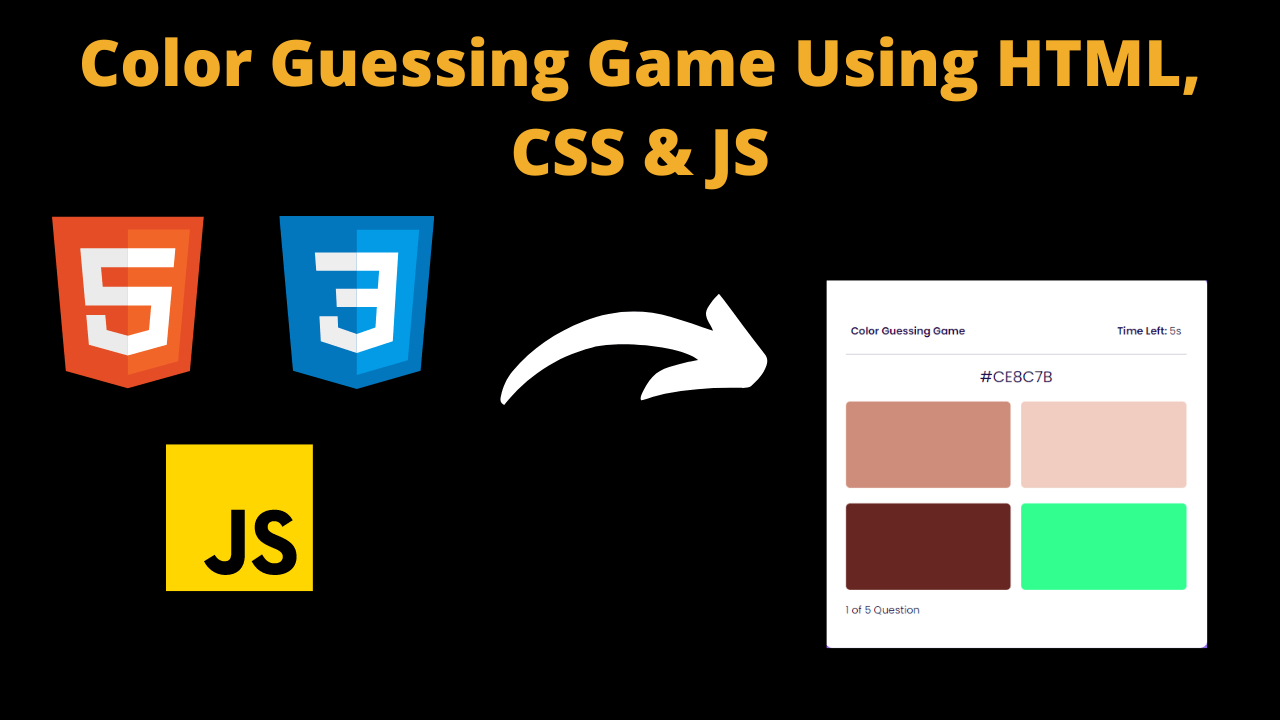 Color Guessing Game Using HTML,
CSS & JS
5
3
JS
Color Guessing Game
Time Left: 5s
#CE8C7B
1 of 5 Question